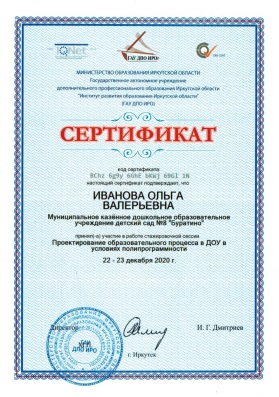 IQNet
ГАУ ДПО ИРО
МИНИСТЕРСТВО ОБРАЗОВАНИЯ ИРКУТСКОЙ ОБЛАСТИ
Государственное автономное учреждение
дополнительного профессионального образования Иркутской области
"Институт развития образования Иркутской области"
(ГАУ ДПО ИРО)
СЕРТИФИКАТ
код сертификата:
настоящий сертификат подтверждает, что
ИВАНОВА ОЛЬГА
ВАЛЕРЬЕВНА
Муниципальное казённое дошкольное образовательное
учреждение детский сад №8 "Буратино"
принял(-а) участие в работе стажировочной сессии
Проектирование образовательного процесса в ДОУ в
условиях полипрограммности
22 - 23 декабря 2020 г.
Директор
И. Г. Дмитриев
г. Иркутск
ДПО ИРО